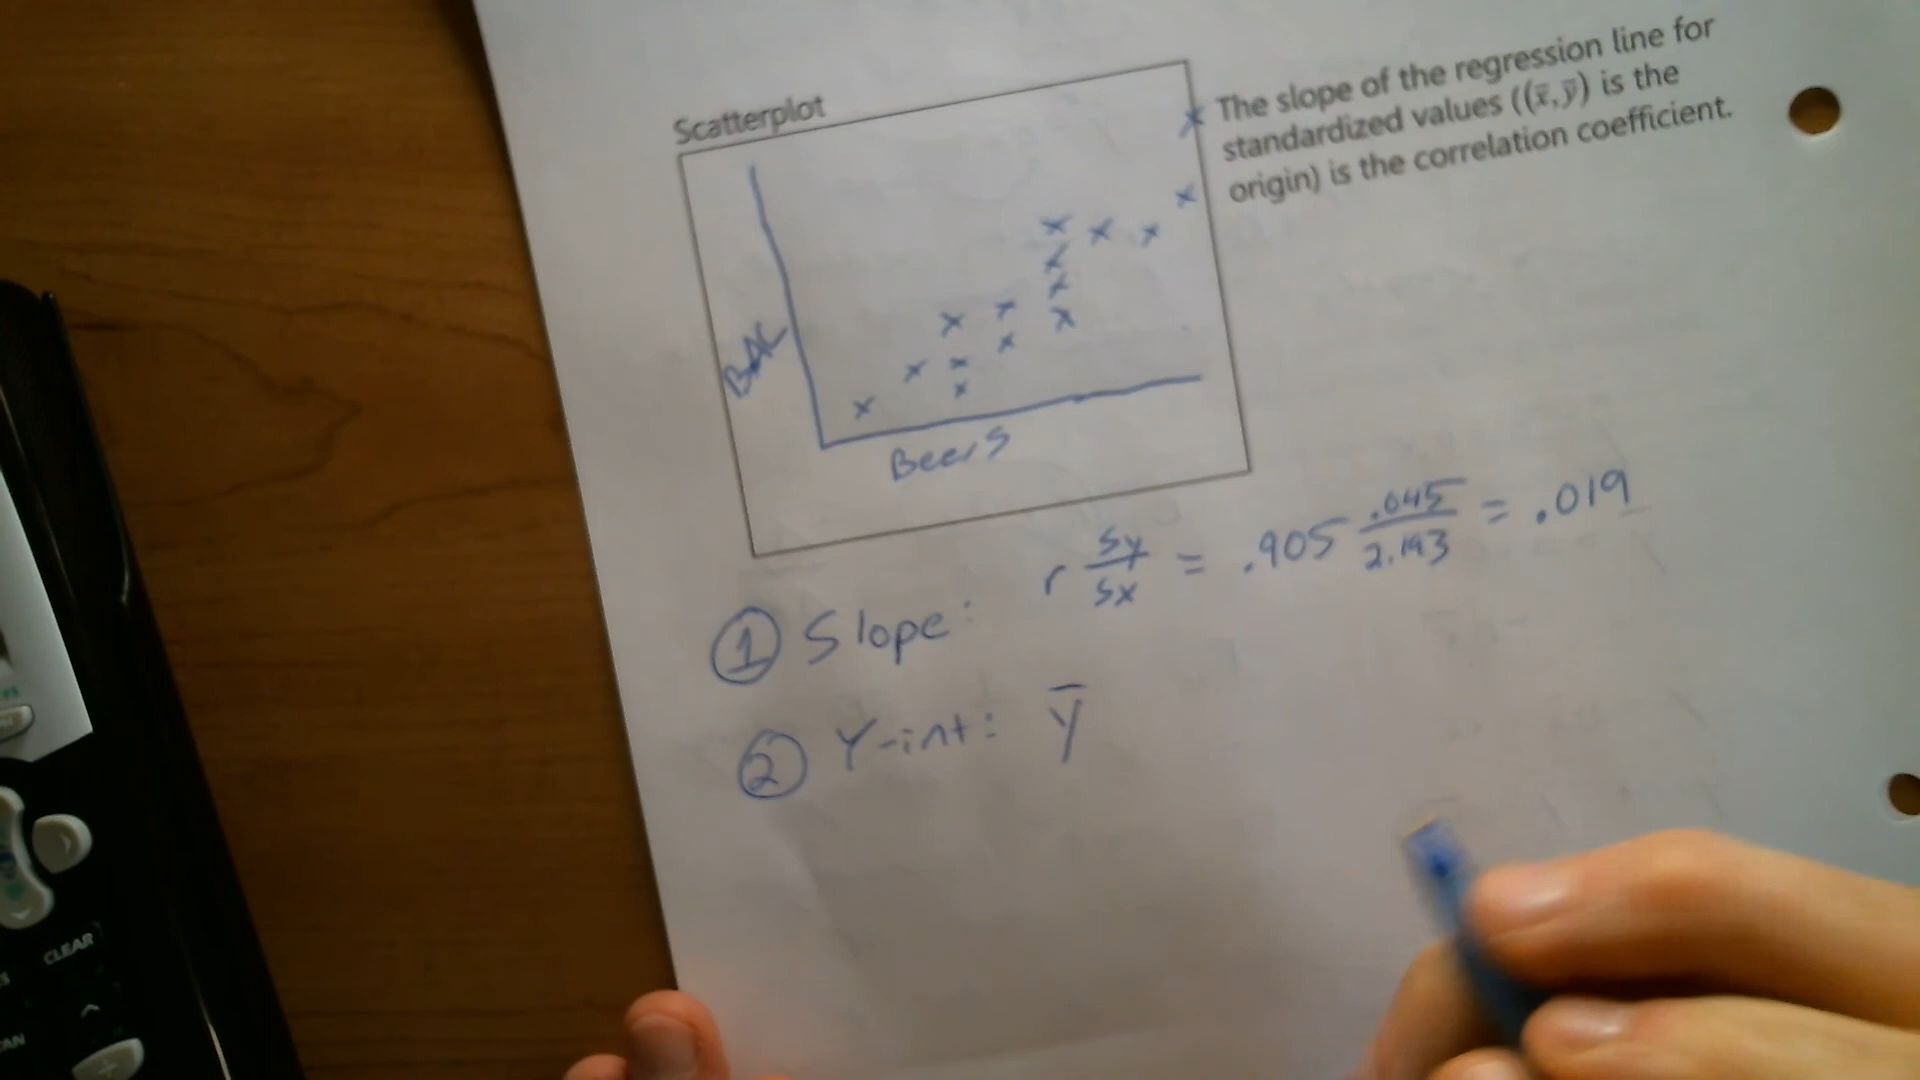 Scatterplot
The slope of the regression line for
standardized values ((x̄,ȳ) is the
origin) is the correlation coefficient.
BAC
Beers
① Slope: r Sy/Sx = .905 .045/2.193 = .019
② Y-int: ȳ
CLEAR